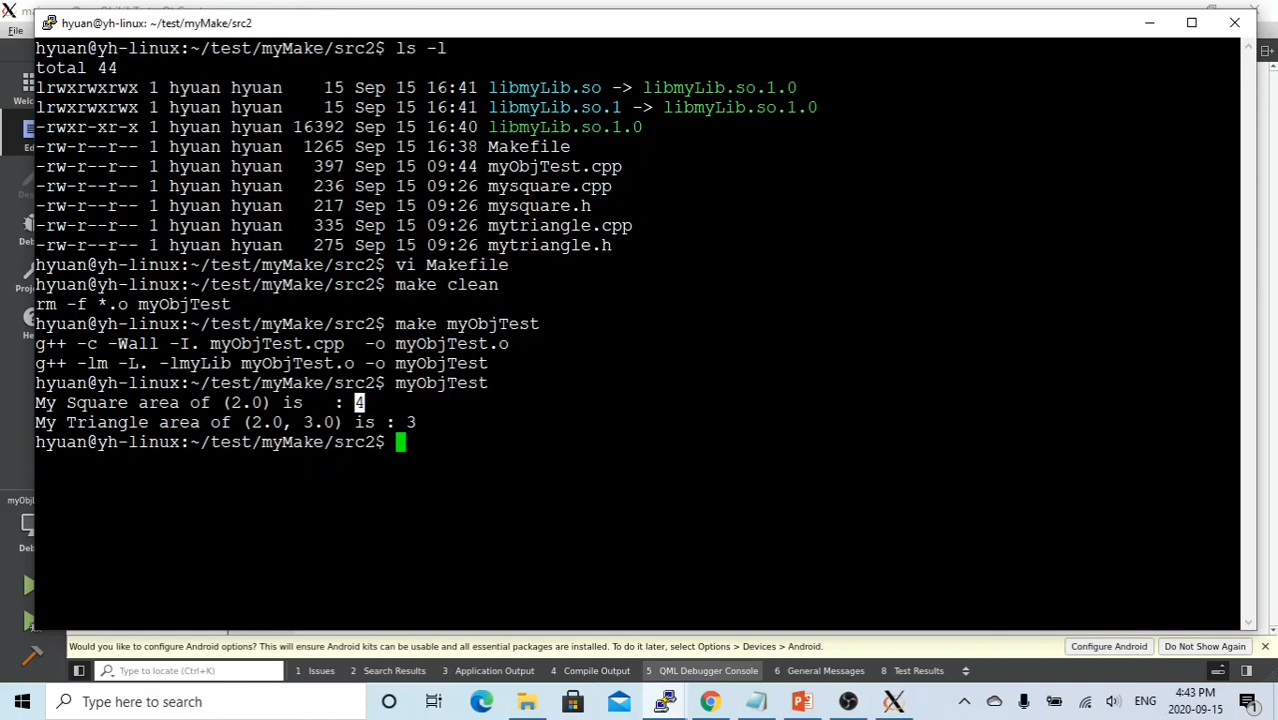 hyuan@yh-linux: ~/test/myMake/src2
File
hyuan@yh-linux:~/test/myMake/src2$ ls -l
total 44
lrwxrwxrwx 1 hyuan hyuan    15 Sep 15 16:41 libmyLib.so -> libmyLib.so.1.0
lrwxrwxrwx 1 hyuan hyuan    15 Sep 15 16:41 libmyLib.so.1 -> libmyLib.so.1.0
-rwxr-xr-x 1 hyuan hyuan 16392 Sep 15 16:40 libmyLib.so.1.0
-rw-r--r-- 1 hyuan hyuan  1265 Sep 15 16:38 Makefile
-rw-r--r-- 1 hyuan hyuan   397 Sep 15 09:44 myObjTest.cpp
-rw-r--r-- 1 hyuan hyuan   236 Sep 15 09:26 mysquare.cpp
-rw-r--r-- 1 hyuan hyuan   217 Sep 15 09:26 mysquare.h
-rw-r--r-- 1 hyuan hyuan   335 Sep 15 09:26 mytriangle.cpp
-rw-r--r-- 1 hyuan hyuan   275 Sep 15 09:26 mytriangle.h
hyuan@yh-linux:~/test/myMake/src2$ vi Makefile
hyuan@yh-linux:~/test/myMake/src2$ make clean
rm -f *.o myObjTest
hyuan@yh-linux:~/test/myMake/src2$ make myObjTest
g++ -c -Wall -I. myObjTest.cpp  -o myObjTest.o
g++ -lm -L. -lmyLib myObjTest.o -o myObjTest
hyuan@yh-linux:~/test/myMake/src2$ myObjTest
My Square area of (2.0) is   : 4
My Triangle area of (2.0, 3.0) is : 3
hyuan@yh-linux:~/test/myMake/src2$
Would you like to configure Android options? This will ensure Android kits can be usable and all essential packages are installed. To do it later, select Options > Devices > Android.
Configure Android
Do Not Show Again
Type to locate (Ctrl+K)
1 Issues
2 Search Results
3 Application Output
4 Compile Output
5 QML Debugger Console
6 General Messages
8 Test Results
Type here to search
ENG
4:43 PM
2020-09-15
1